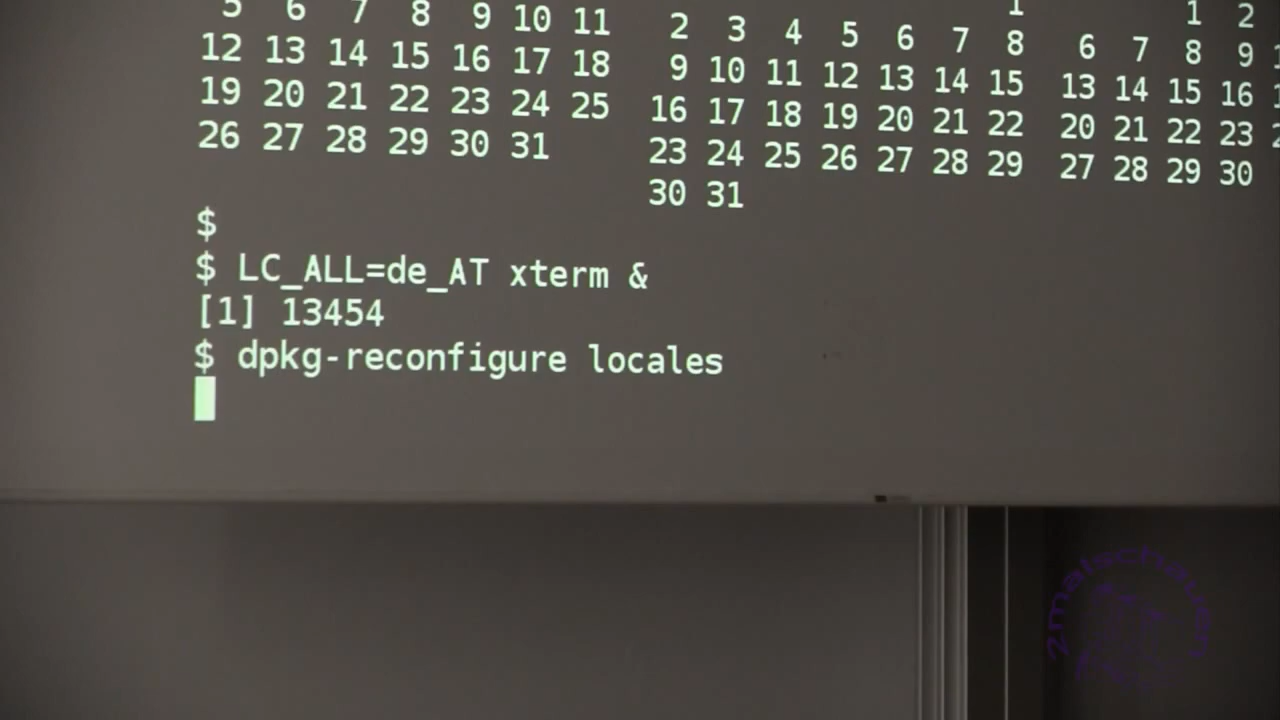 5 6 7 8 9 10 11 2 3 4 5 6 7 8 6 7 8 9
12 13 14 15 16 17 18 9 10 11 12 13 14 15 13 14 15 16
19 20 21 22 23 24 25 16 17 18 19 20 21 22 20 21 22 23
26 27 28 29 30 31 23 24 25 26 27 28 29 27 28 29 30
30 31
$
$ LC_ALL=de_AT xterm &
[1] 13454
$ dpkg-reconfigure locales
2malschauen